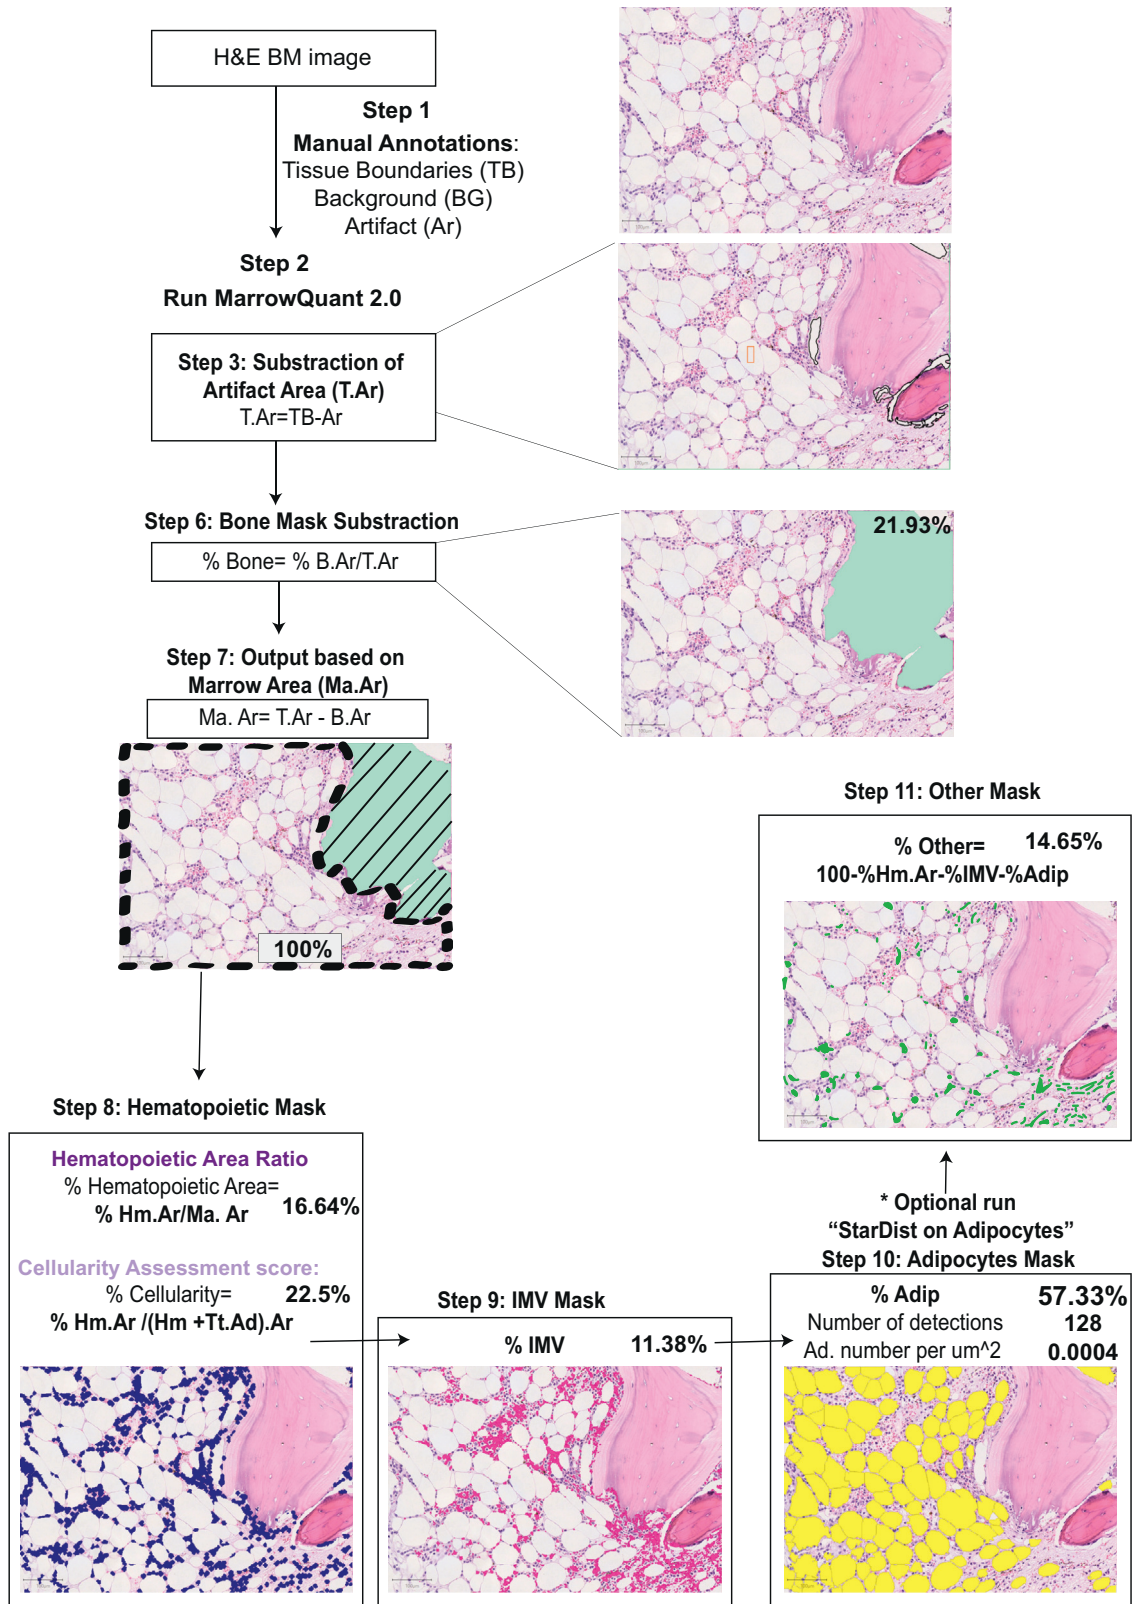 H&E BM image
Step 1
Manual Annotations:
Tissue Boundaries (TB)
Background (BG)
Artifact (Ar)
Step 2
Run MarrowQuant 2.0
Step 3: Substraction of
Artifact Area (T.Ar)
T.Ar=TB-Ar
Step 6: Bone Mask Substraction
% Bone= % B.Ar/T.Ar
21.93%
Step 7: Output based on
Marrow Area (Ma.Ar)
Ma. Ar= T.Ar - B.Ar
100%
Step 8: Hematopoietic Mask
Hematopoietic Area Ratio
% Hematopoietic Area=
% Hm.Ar/Ma. Ar 16.64%
Cellularity Assessment score:
% Cellularity= 22.5%
% Hm.Ar /(Hm +Tt.Ad).Ar
Step 9: IMV Mask
% IMV 11.38%
* Optional run
“StarDist on Adipocytes”
Step 10: Adipocytes Mask
% Adip 57.33%
Number of detections 128
Ad. number per um^2 0.0004
Step 11: Other Mask
% Other= 14.65%
100-%Hm.Ar-%IMV-%Adip